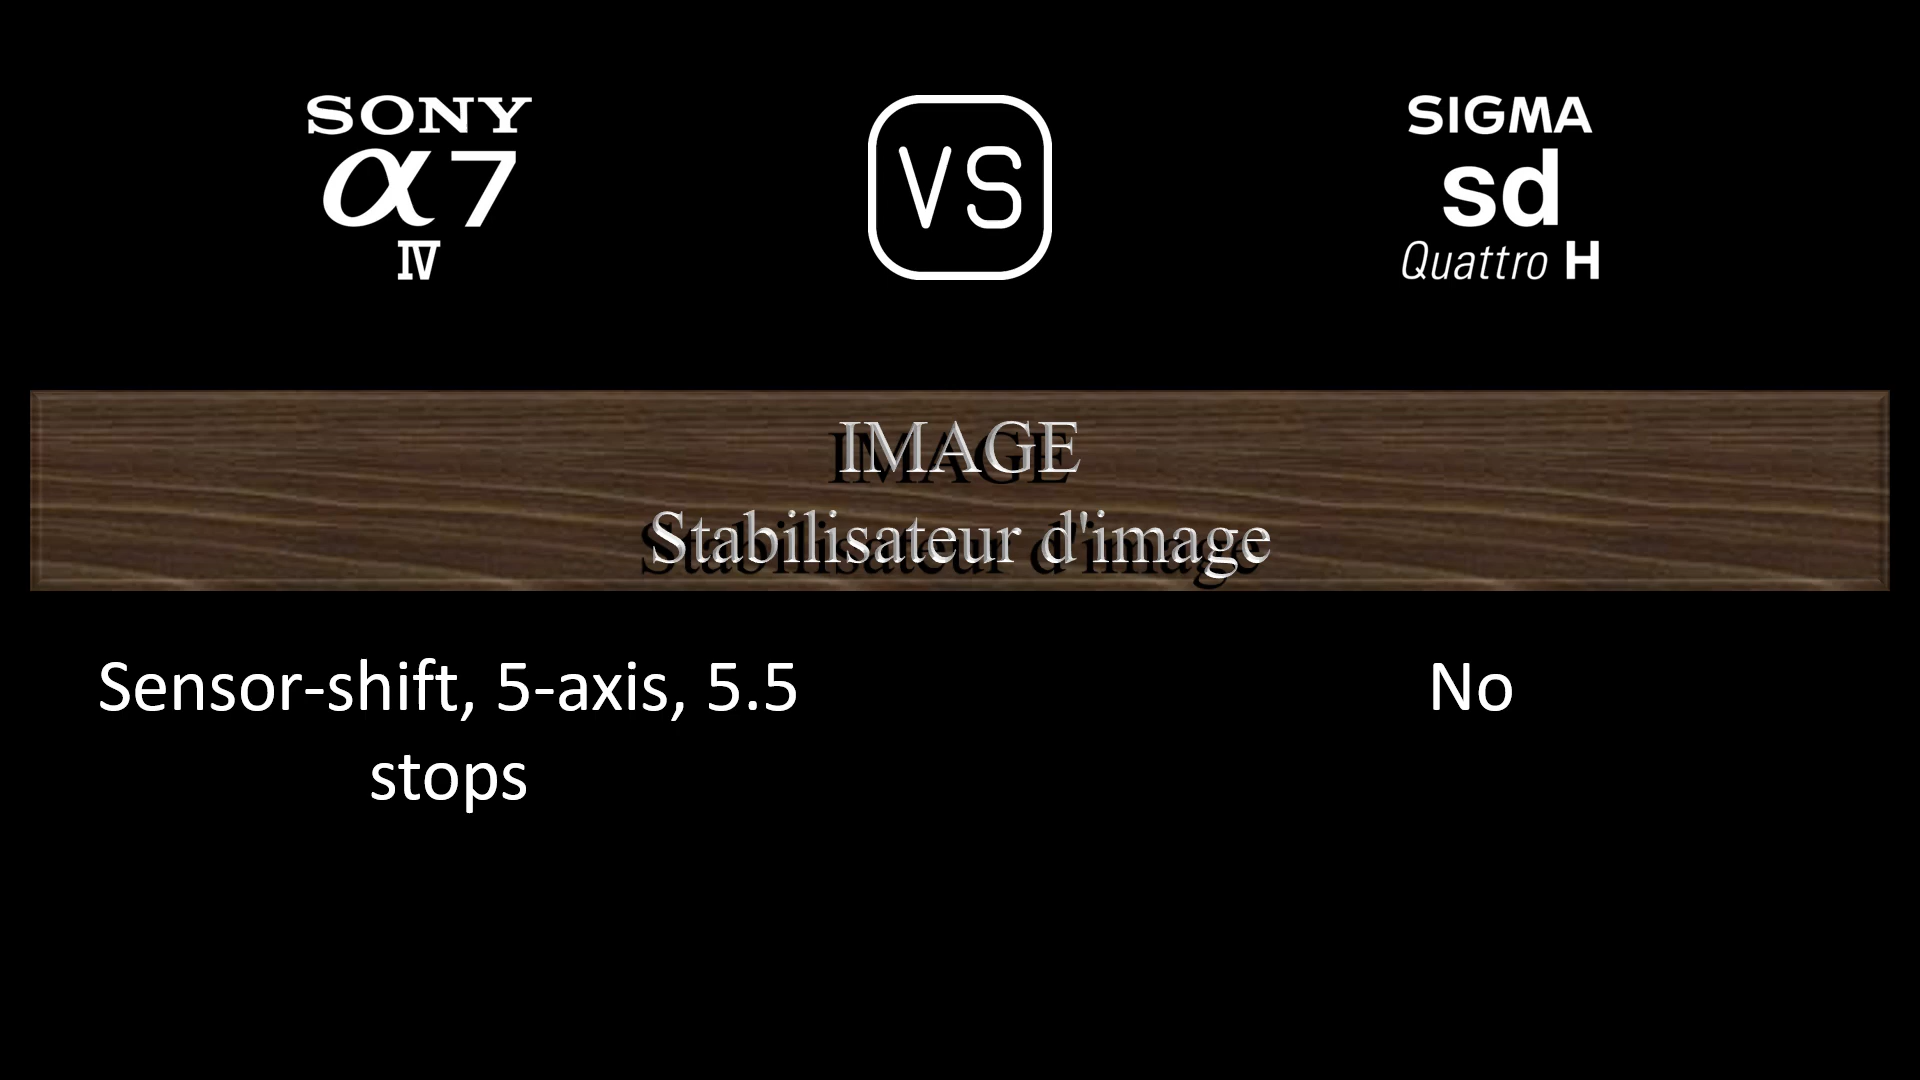 SONY
α7
IV
VS
SIGMA
sd
Quattro H
IMAGE
Stabilisateur d'image
Sensor-shift, 5-axis, 5.5
stops
No